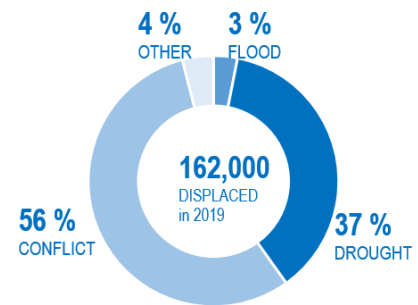 4 %
OTHER
3 %
FLOOD
162,000
DISPLACED
in 2019
56 %
CONFLICT
37 %
DROUGHT